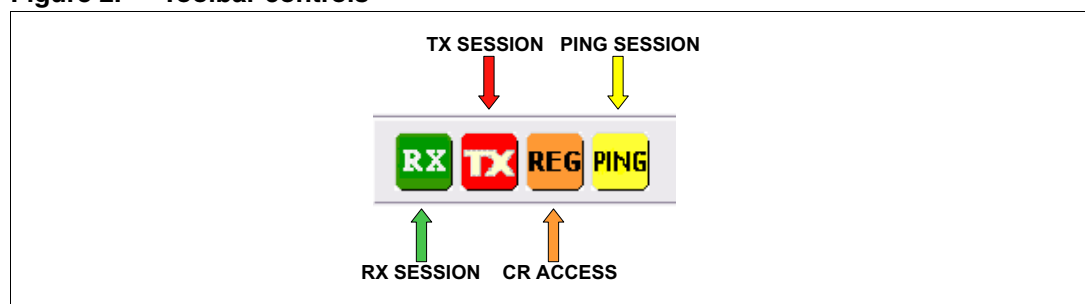 Figure 2. Toolbar controls
TX SESSION PING SESSION
RX TX REG PING
RX SESSION CR ACCESS